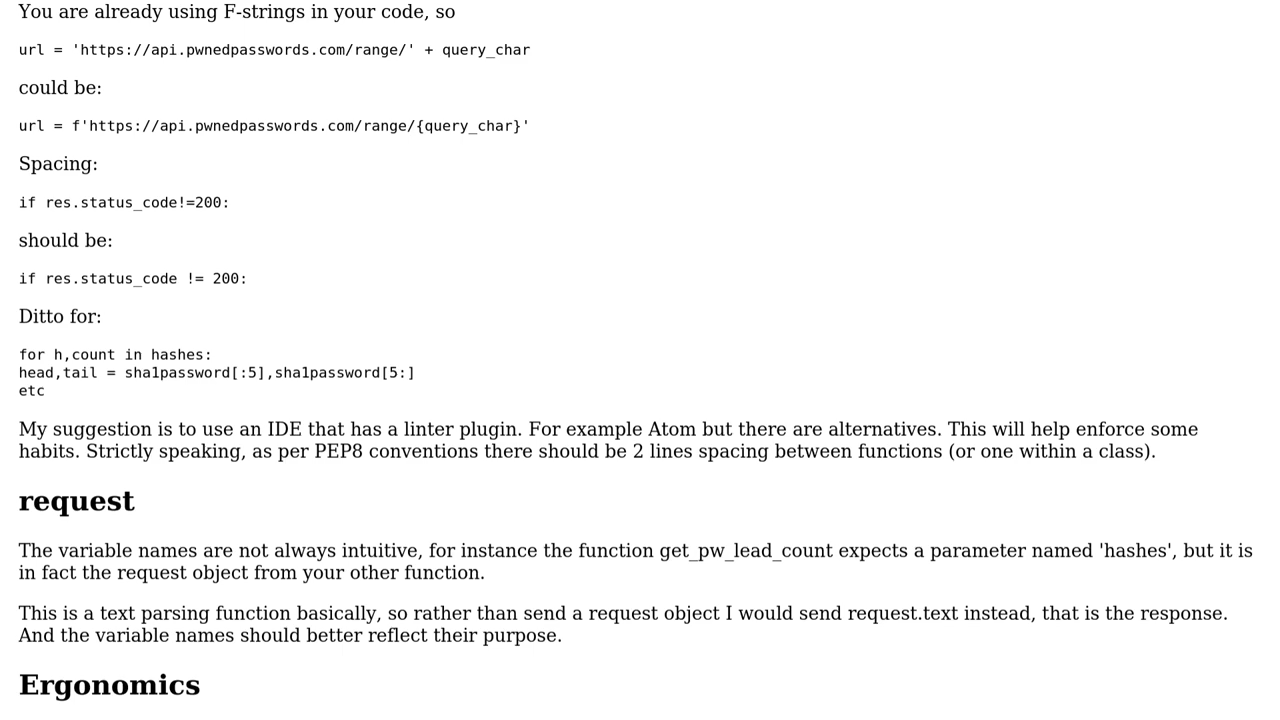 You are already using F-strings in your code, so
url = 'https://api.pwnedpasswords.com/range/' + query_char
could be:
url = f'https://api.pwnedpasswords.com/range/{query_char}'
Spacing:
if res.status_code!=200:
should be:
if res.status_code != 200:
Ditto for:
for h,count in hashes:
head,tail = sha1password[:5],sha1password[5:]
etc
My suggestion is to use an IDE that has a linter plugin. For example Atom but there are alternatives. This will help enforce some
habits. Strictly speaking, as per PEP8 conventions there should be 2 lines spacing between functions (or one within a class).
request
The variable names are not always intuitive, for instance the function get_pw_lead_count expects a parameter named 'hashes', but it is
in fact the request object from your other function.
This is a text parsing function basically, so rather than send a request object I would send request.text instead, that is the response.
And the variable names should better reflect their purpose.
Ergonomics